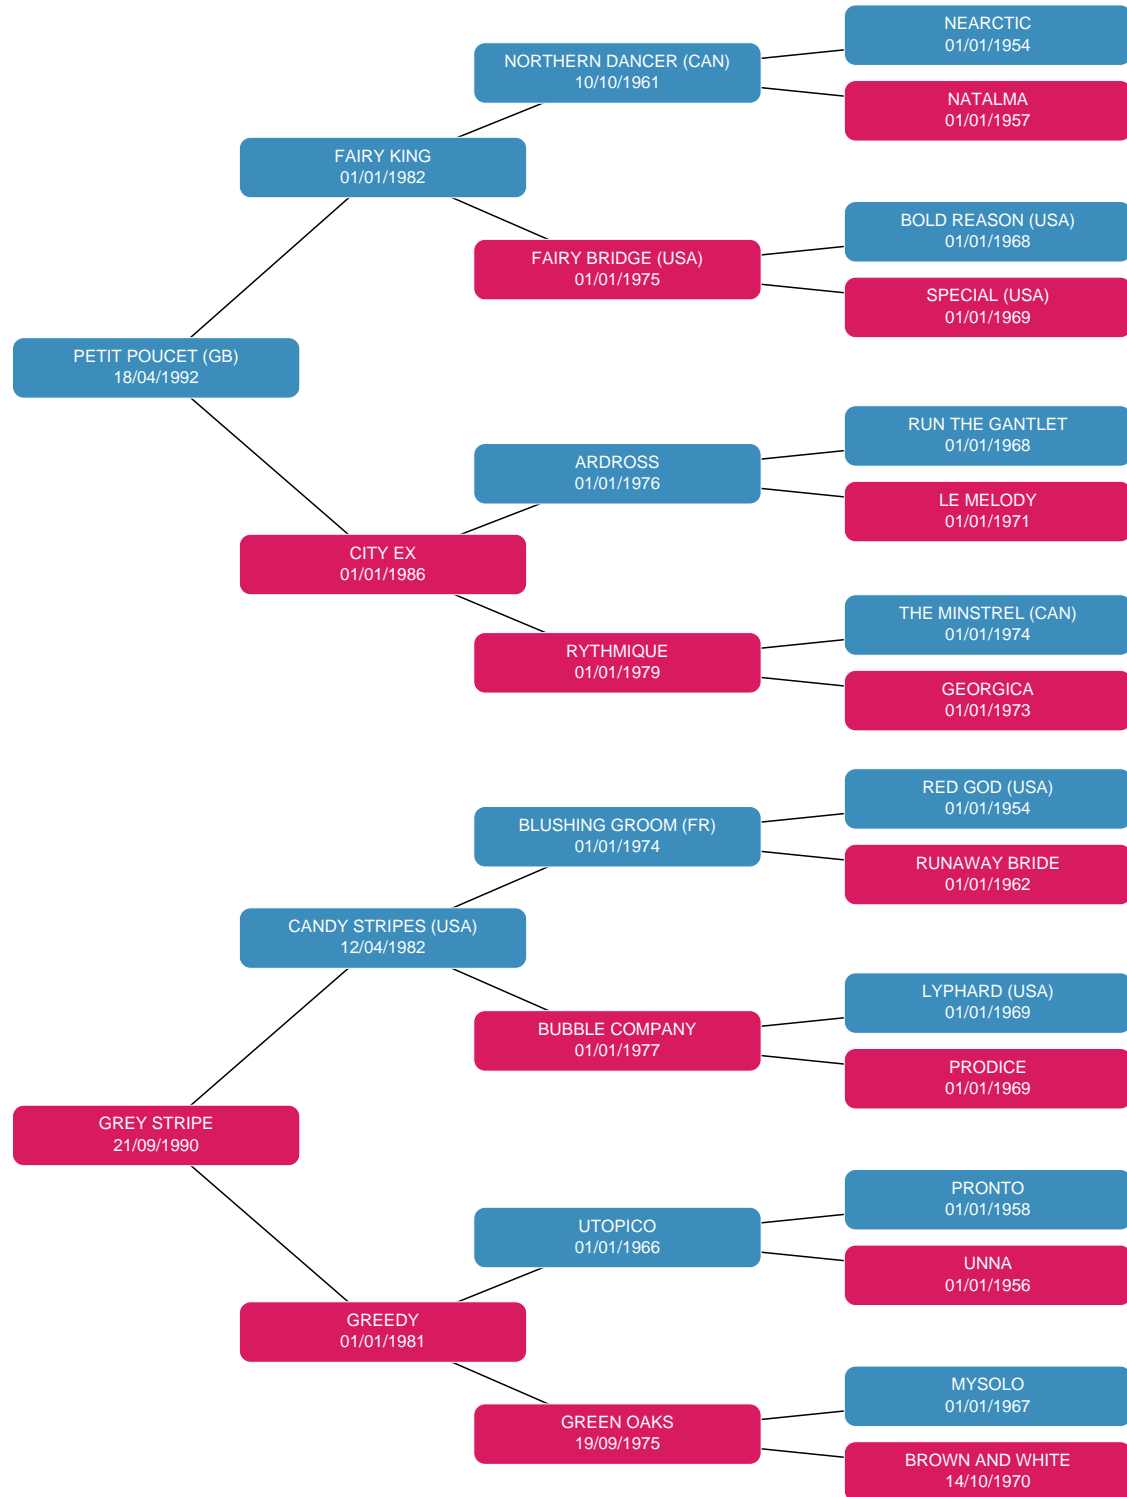 NEARCTIC
01/01/1954
NORTHERN DANCER (CAN)
10/10/1961
NATALMA
01/01/1957
FAIRY KING
01/01/1982
BOLD REASON (USA)
01/01/1968
FAIRY BRIDGE (USA)
01/01/1975
SPECIAL (USA)
01/01/1969
PETIT POUCET (GB)
18/04/1992
RUN THE GANTLET
01/01/1968
ARDROSS
01/01/1976
LE MELODY
01/01/1971
CITY EX
01/01/1986
THE MINSTREL (CAN)
01/01/1974
RYTHMIQUE
01/01/1979
GEORGICA
01/01/1973
RED GOD (USA)
01/01/1954
BLUSHING GROOM (FR)
01/01/1974
RUNAWAY BRIDE
01/01/1962
CANDY STRIPES (USA)
12/04/1982
LYPHARD (USA)
01/01/1969
BUBBLE COMPANY
01/01/1977
PRODICE
01/01/1969
GREY STRIPE
21/09/1990
PRONTO
01/01/1958
UTOPICO
01/01/1966
UNNA
01/01/1956
GREEDY
01/01/1981
MYSOLO
01/01/1967
GREEN OAKS
19/09/1975
BROWN AND WHITE
14/10/1970